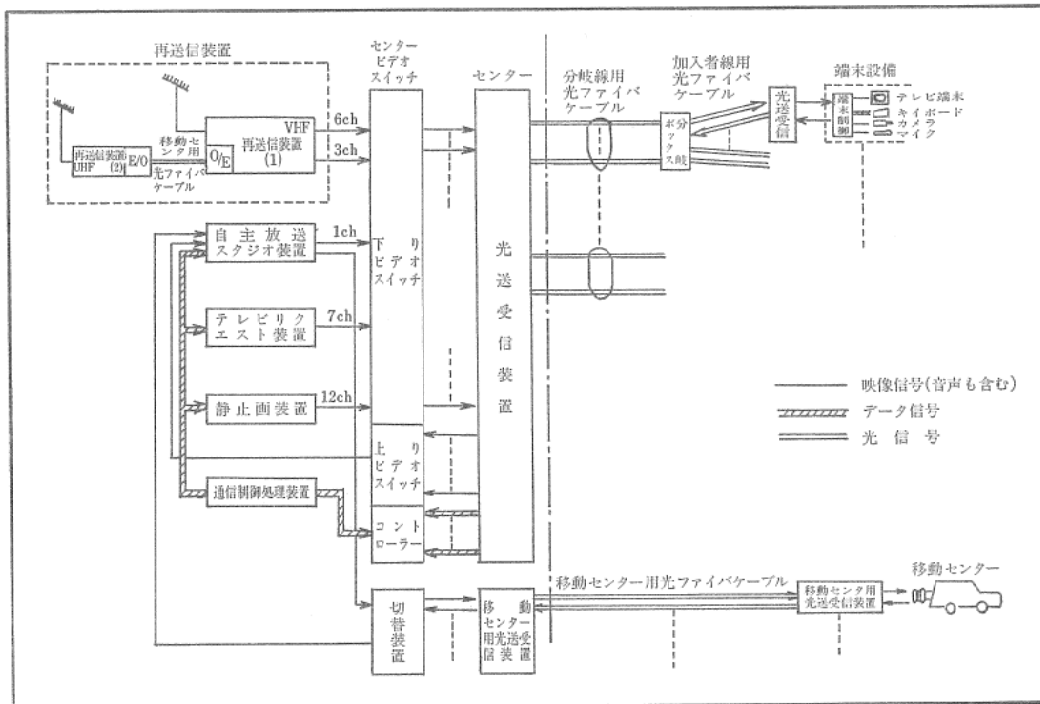 再送信装置
VHF
再送信装置
(1)
O/E
移動センタ用
光ファイバ
ケーブル
再送信装置
UHF (2)
E/O
6ch
3ch
センター
ビデオ
スイッチ
センター
分岐線用
光ファイバ
ケーブル
加入者線用
光ファイバ
ケーブル
分岐
ボックス
光送受信
端末設備
端末制御
テレビ端末
キイボード
カメラ
マイク
自主放送
スタジオ装置
1ch
テレビリク
エスト装置
7ch
静止画装置
12ch
通信制御処理装置
下り
ビデオ
スイッチ
上り
ビデオ
スイッチ
コント
ローラー
光送受信装置
映像信号(音声も含む)
データ信号
光信号
切替装置
移動
センター
用光送受
信装置
移動センター用光ファイバケーブル
移動センタ用
光送受信装置
移動センター